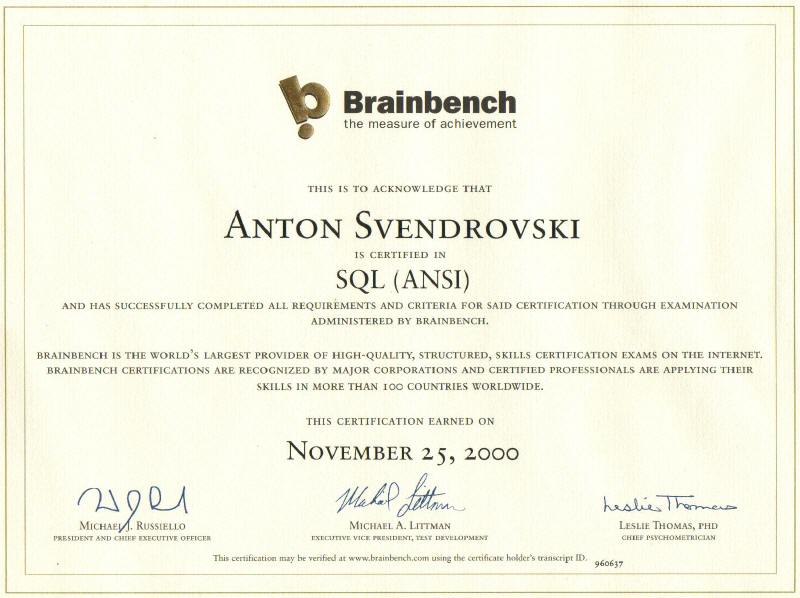 Brainbench
the measure of achievement
THIS IS TO ACKNOWLEDGE THAT
ANTON SVENDROVSKI
IS CERTIFIED IN
SQL (ANSI)
AND HAS SUCCESSFULLY COMPLETED ALL REQUIREMENTS AND CRITERIA FOR SAID CERTIFICATION THROUGH EXAMINATION
ADMINISTERED BY BRAINBENCH.
BRAINBENCH IS THE WORLD'S LARGEST PROVIDER OF HIGH-QUALITY, STRUCTURED, SKILLS CERTIFICATION EXAMS ON THE INTERNET.
BRAINBENCH CERTIFICATIONS ARE RECOGNIZED BY MAJOR CORPORATIONS AND CERTIFIED PROFESSIONALS ARE APPLYING THEIR
SKILLS IN MORE THAN 100 COUNTRIES WORLDWIDE.
THIS CERTIFICATION EARNED ON
NOVEMBER 25, 2000
Michael Littman Leslie Thomas
MICHAEL J. RUSSIELLO MICHAEL A. LITTMAN LESLIE THOMAS, PHD
PRESIDENT AND CHIEF EXECUTIVE OFFICER EXECUTIVE VICE PRESIDENT, TEST DEVELOPMENT CHIEF PSYCHOMETRICIAN
This certification may be verified at www.brainbench.com using the certificate holder's transcript ID. 960637